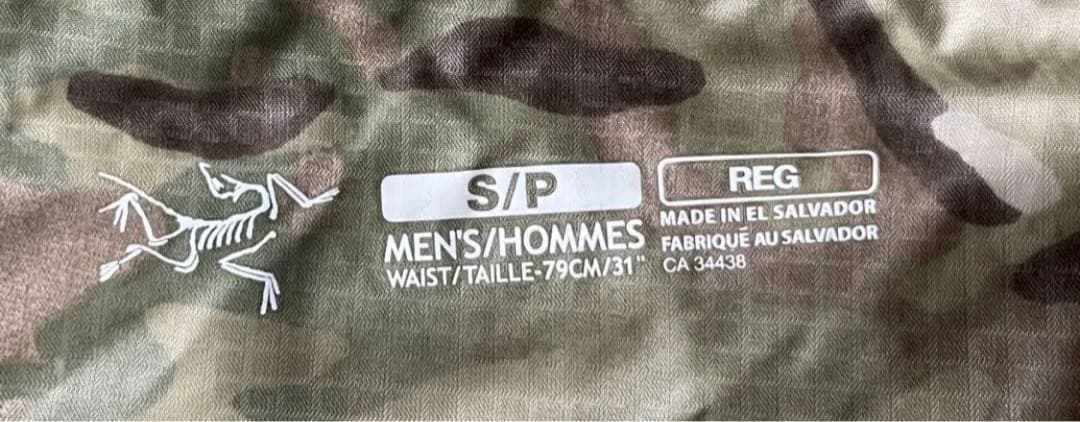 S/P
MEN'S/HOMMES
WAIST/TAILLE-79CM/31"
REG
MADE IN EL SALVADOR
FABRIQUÉ AU SALVADOR
CA 34438